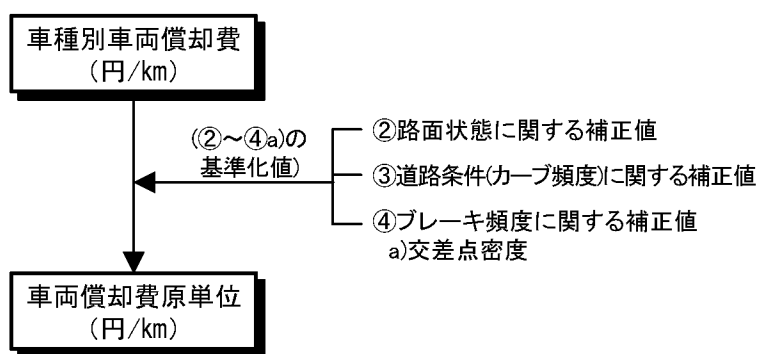 車種別車両償却費
(円/km)
(②～④a)の
基準化値)
②路面状態に関する補正値
③道路条件(カーブ頻度)に関する補正値
④ブレーキ頻度に関する補正値
a)交差点密度
車両償却費原単位
(円/km)